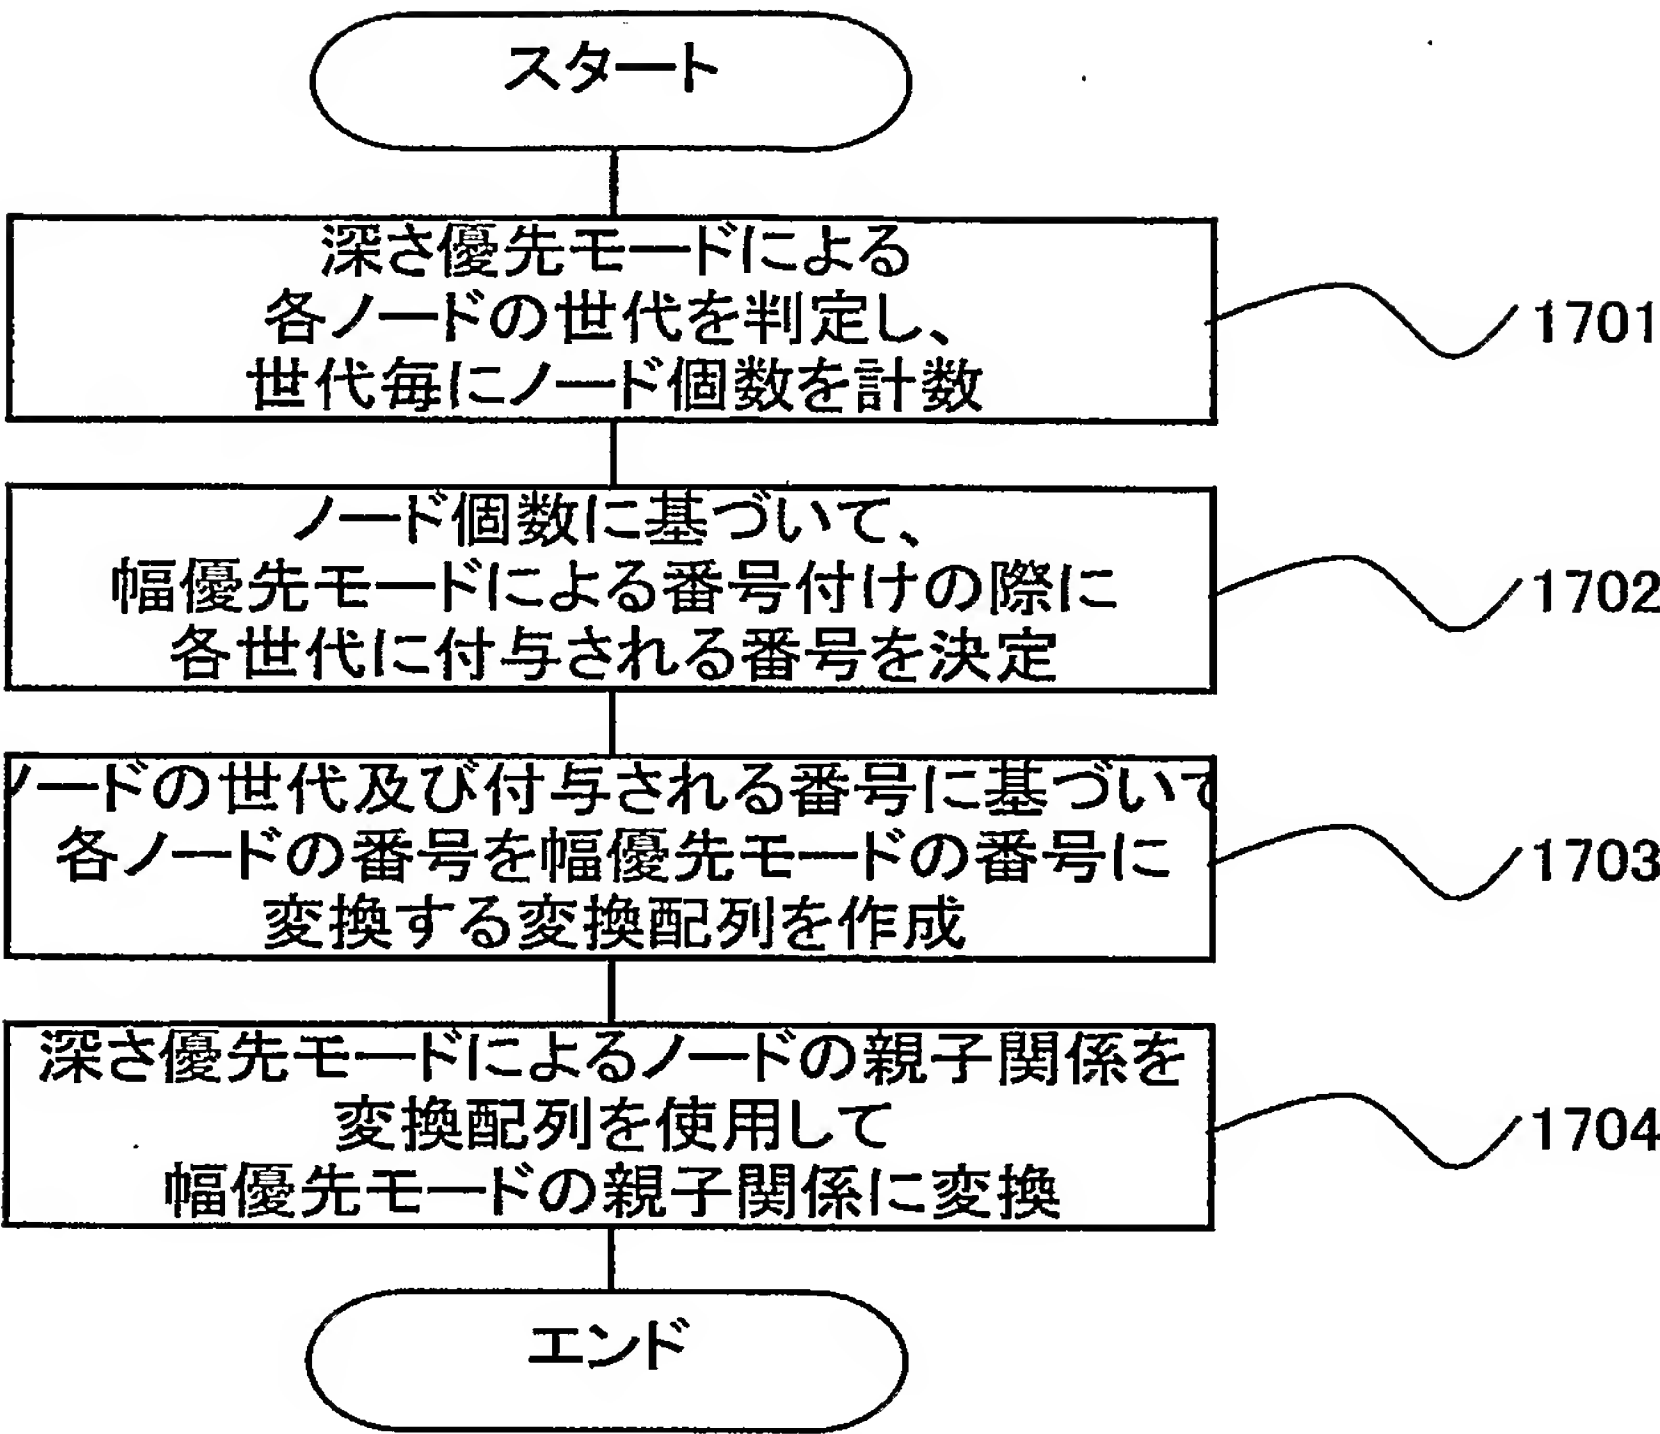 スタート
深さ優先モードによる
各ノードの世代を判定し、
世代毎にノード個数を計数
1701
ノード個数に基づいて、
幅優先モードによる番号付けの際に
各世代に付与される番号を決定
1702
ノードの世代及び付与される番号に基づいて
各ノードの番号を幅優先モードの番号に
変換する変換配列を作成
1703
深さ優先モードによるノードの親子関係を
変換配列を使用して
幅優先モードの親子関係に変換
1704
エンド